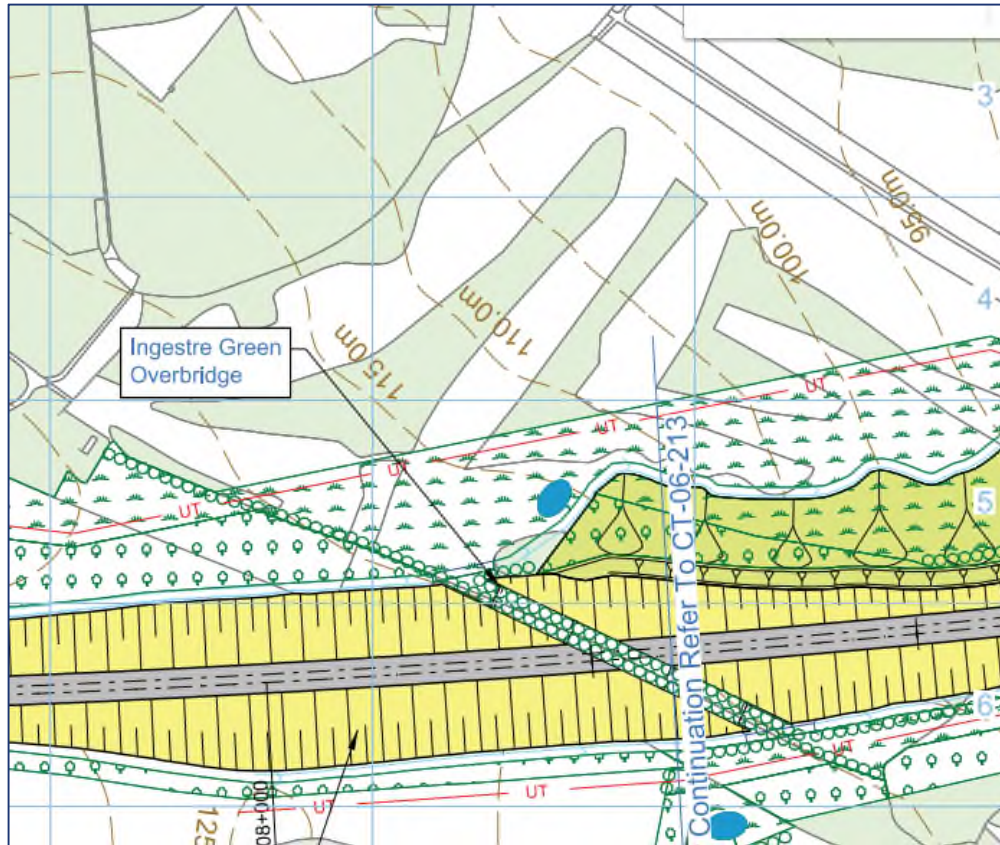 3
95.0m
100.0m
4
110.0m
115.0m
Ingestre Green
Overbridge
UT
UT
UT
UT
5
Continuation Refer To CT-06-213
6
UT
UT
UT
08+000
125